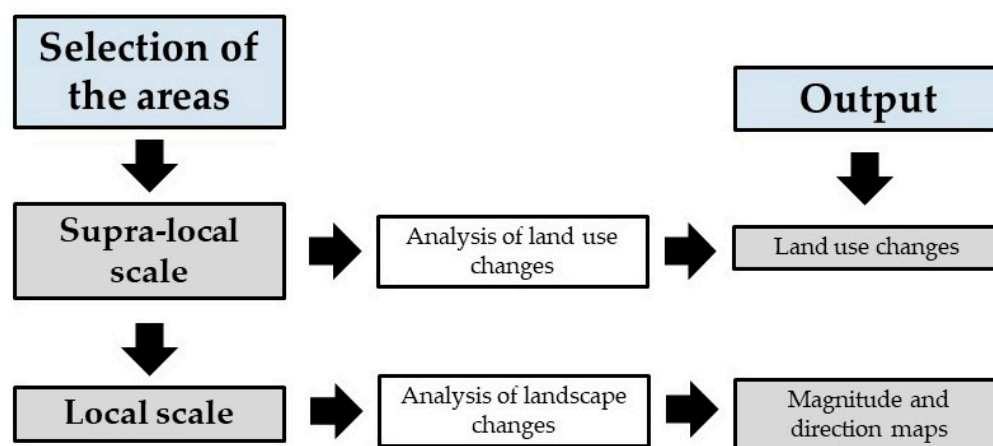 Selection of
the areas
Output
Supra-local
scale
Analysis of land use
changes
Land use changes
Local scale
Analysis of landscape
changes
Magnitude and
direction maps